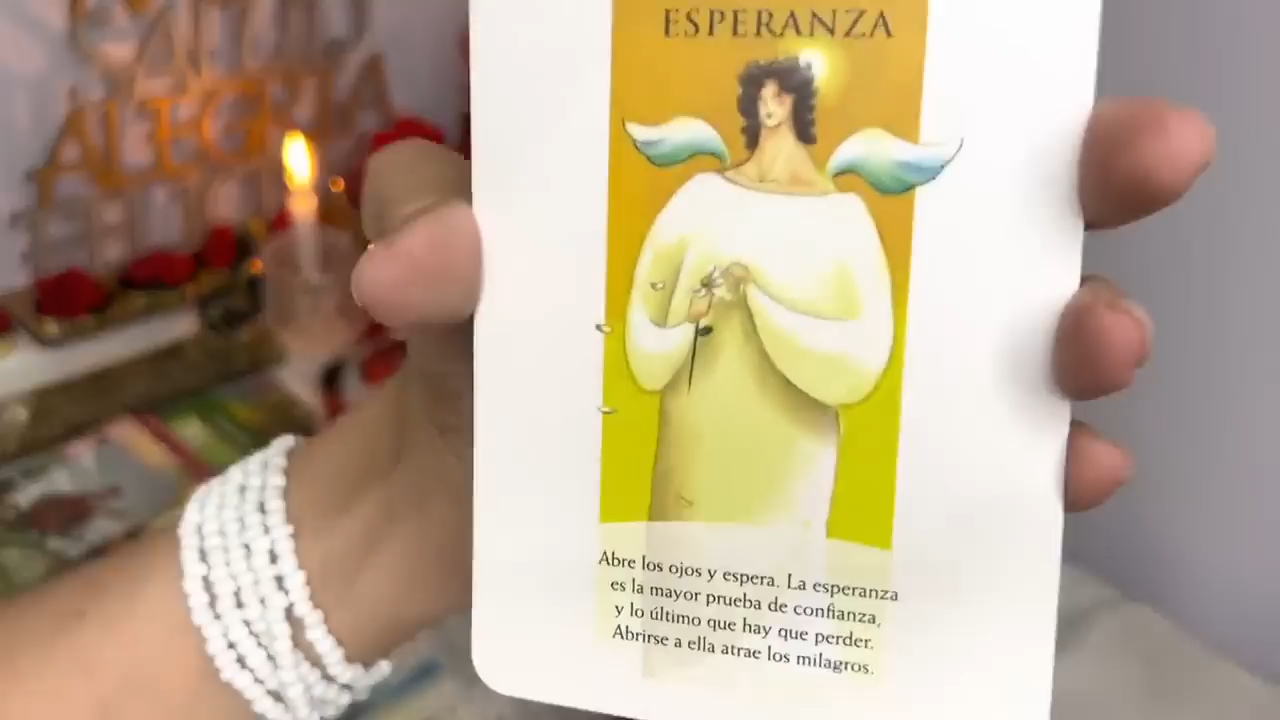 ALEGRIA
ESPERANZA
Abre los ojos y espera. La esperanza
es la mayor prueba de confianza,
y lo último que hay que perder.
Abrirse a ella atrae los milagros.